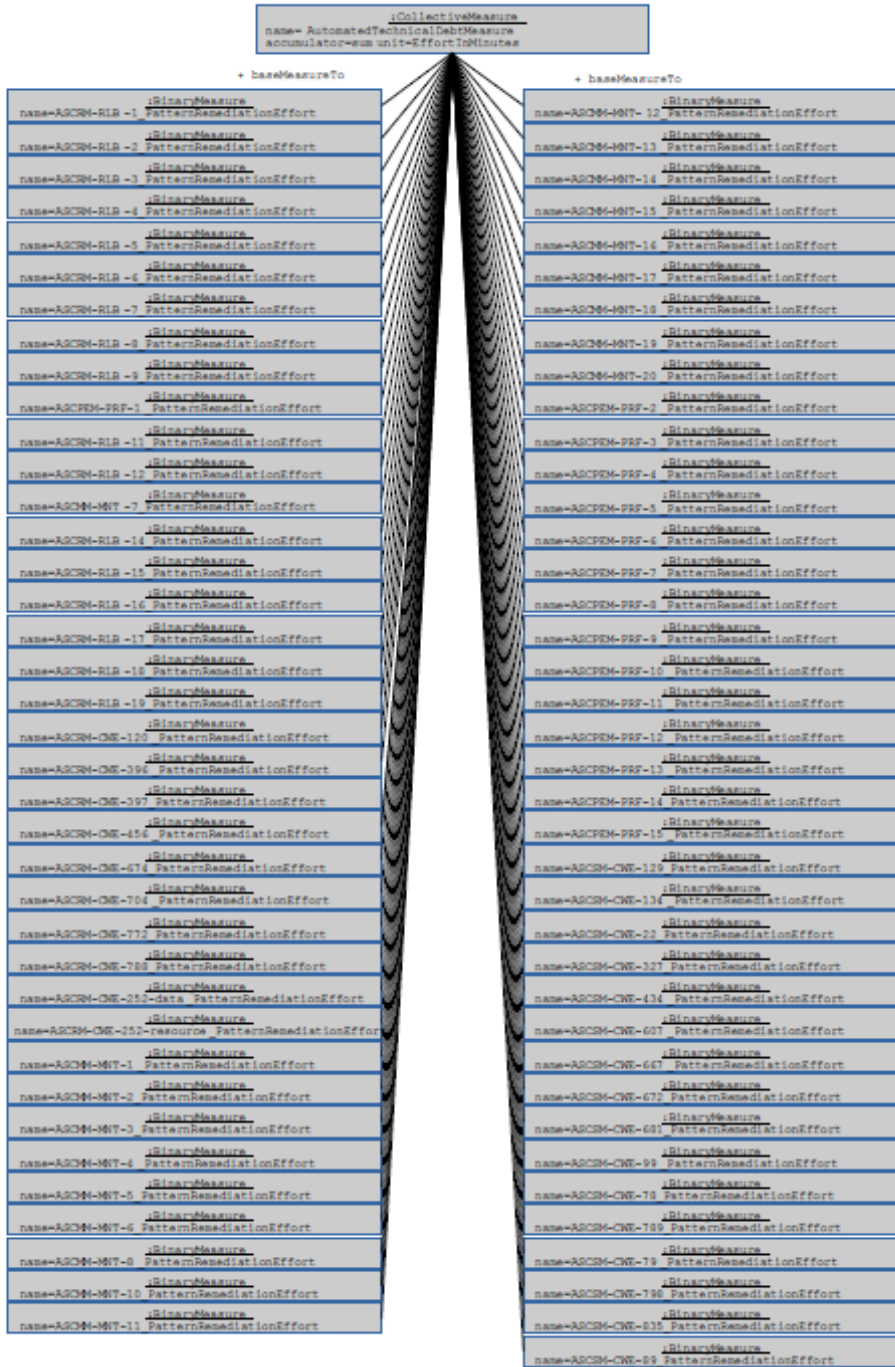 :CollectiveMeasure
name= AutomatedTechnicalDebtMeasure
accumulator=sum unit=EffortInMinutes
+ baseMeasureTo
:BinaryMeasure
name=ASCRM-RLB -1_PatternRemediationEffort
:BinaryMeasure
name=ASCRM-RLB -2_PatternRemediationEffort
:BinaryMeasure
name=ASCRM-RLB -3_PatternRemediationEffort
:BinaryMeasure
name=ASCRM-RLB -4_PatternRemediationEffort
:BinaryMeasure
name=ASCRM-RLB -5_PatternRemediationEffort
:BinaryMeasure
name=ASCRM-RLB -6_PatternRemediationEffort
:BinaryMeasure
name=ASCRM-RLB -7_PatternRemediationEffort
:BinaryMeasure
name=ASCRM-RLB -8_PatternRemediationEffort
:BinaryMeasure
name=ASCRM-RLB -9_PatternRemediationEffort
:BinaryMeasure
name=ASCPEM-PRF-1_PatternRemediationEffort
:BinaryMeasure
name=ASCRM-RLB -11_PatternRemediationEffort
:BinaryMeasure
name=ASCRM-RLB -12_PatternRemediationEffort
:BinaryMeasure
name=ASCMM-MNT -7_PatternRemediationEffort
:BinaryMeasure
name=ASCRM-RLB -14_PatternRemediationEffort
:BinaryMeasure
name=ASCRM-RLB -15_PatternRemediationEffort
:BinaryMeasure
name=ASCRM-RLB -16_PatternRemediationEffort
:BinaryMeasure
name=ASCRM-RLB -17_PatternRemediationEffort
:BinaryMeasure
name=ASCRM-RLB -18_PatternRemediationEffort
:BinaryMeasure
name=ASCRM-RLB -19_PatternRemediationEffort
:BinaryMeasure
name=ASCRM-CWE-120_PatternRemediationEffort
:BinaryMeasure
name=ASCRM-CWE-396_PatternRemediationEffort
:BinaryMeasure
name=ASCRM-CWE-397_PatternRemediationEffort
:BinaryMeasure
name=ASCRM-CWE-456_PatternRemediationEffort
:BinaryMeasure
name=ASCRM-CWE-674_PatternRemediationEffort
:BinaryMeasure
name=ASCRM-CWE-704_PatternRemediationEffort
:BinaryMeasure
name=ASCRM-CWE-772_PatternRemediationEffort
:BinaryMeasure
name=ASCRM-CWE-788_PatternRemediationEffort
:BinaryMeasure
name=ASCRM-CWE-252-data_PatternRemediationEffort
:BinaryMeasure
name=ASCRM-CWE-252-resource_PatternRemediationEffort
:BinaryMeasure
name=ASCMM-MNT-1_PatternRemediationEffort
:BinaryMeasure
name=ASCMM-MNT-2_PatternRemediationEffort
:BinaryMeasure
name=ASCMM-MNT-3_PatternRemediationEffort
:BinaryMeasure
name=ASCMM-MNT-4_PatternRemediationEffort
:BinaryMeasure
name=ASCMM-MNT-5_PatternRemediationEffort
:BinaryMeasure
name=ASCMM-MNT-6_PatternRemediationEffort
:BinaryMeasure
name=ASCMM-MNT-8_PatternRemediationEffort
:BinaryMeasure
name=ASCMM-MNT-10_PatternRemediationEffort
:BinaryMeasure
name=ASCMM-MNT-11_PatternRemediationEffort
+ baseMeasureTo
:BinaryMeasure
name=ASCMM-MNT- 12_PatternRemediationEffort
:BinaryMeasure
name=ASCMM-MNT-13_PatternRemediationEffort
:BinaryMeasure
name=ASCMM-MNT-14_PatternRemediationEffort
:BinaryMeasure
name=ASCMM-MNT-15_PatternRemediationEffort
:BinaryMeasure
name=ASCMM-MNT-16_PatternRemediationEffort
:BinaryMeasure
name=ASCMM-MNT-17_PatternRemediationEffort
:BinaryMeasure
name=ASCMM-MNT-18_PatternRemediationEffort
:BinaryMeasure
name=ASCMM-MNT-19_PatternRemediationEffort
:BinaryMeasure
name=ASCMM-MNT-20_PatternRemediationEffort
:BinaryMeasure
name=ASCPEM-PRF-2_PatternRemediationEffort
:BinaryMeasure
name=ASCPEM-PRF-3_PatternRemediationEffort
:BinaryMeasure
name=ASCPEM-PRF-4_PatternRemediationEffort
:BinaryMeasure
name=ASCPEM-PRF-5_PatternRemediationEffort
:BinaryMeasure
name=ASCPEM-PRF-6_PatternRemediationEffort
:BinaryMeasure
name=ASCPEM-PRF-7_PatternRemediationEffort
:BinaryMeasure
name=ASCPEM-PRF-8_PatternRemediationEffort
:BinaryMeasure
name=ASCPEM-PRF-9_PatternRemediationEffort
:BinaryMeasure
name=ASCPEM-PRF-10_PatternRemediationEffort
:BinaryMeasure
name=ASCPEM-PRF-11_PatternRemediationEffort
:BinaryMeasure
name=ASCPEM-PRF-12_PatternRemediationEffort
:BinaryMeasure
name=ASCPEM-PRF-13_PatternRemediationEffort
:BinaryMeasure
name=ASCPEM-PRF-14_PatternRemediationEffort
:BinaryMeasure
name=ASCPEM-PRF-15_PatternRemediationEffort
:BinaryMeasure
name=ASCSM-CWE-129_PatternRemediationEffort
:BinaryMeasure
name=ASCSM-CWE-134_PatternRemediationEffort
:BinaryMeasure
name=ASCSM-CWE-22_PatternRemediationEffort
:BinaryMeasure
name=ASCSM-CWE-327_PatternRemediationEffort
:BinaryMeasure
name=ASCSM-CWE-434_PatternRemediationEffort
:BinaryMeasure
name=ASCSM-CWE-607_PatternRemediationEffort
:BinaryMeasure
name=ASCSM-CWE-667_PatternRemediationEffort
:BinaryMeasure
name=ASCSM-CWE-672_PatternRemediationEffort
:BinaryMeasure
name=ASCSM-CWE-681_PatternRemediationEffort
:BinaryMeasure
name=ASCSM-CWE-99_PatternRemediationEffort
:BinaryMeasure
name=ASCSM-CWE-78_PatternRemediationEffort
:BinaryMeasure
name=ASCSM-CWE-789_PatternRemediationEffort
:BinaryMeasure
name=ASCSM-CWE-79_PatternRemediationEffort
:BinaryMeasure
name=ASCSM-CWE-798_PatternRemediationEffort
:BinaryMeasure
name=ASCSM-CWE-835_PatternRemediationEffort
:BinaryMeasure
name=ASCSM-CWE-89_PatternRemediationEffort